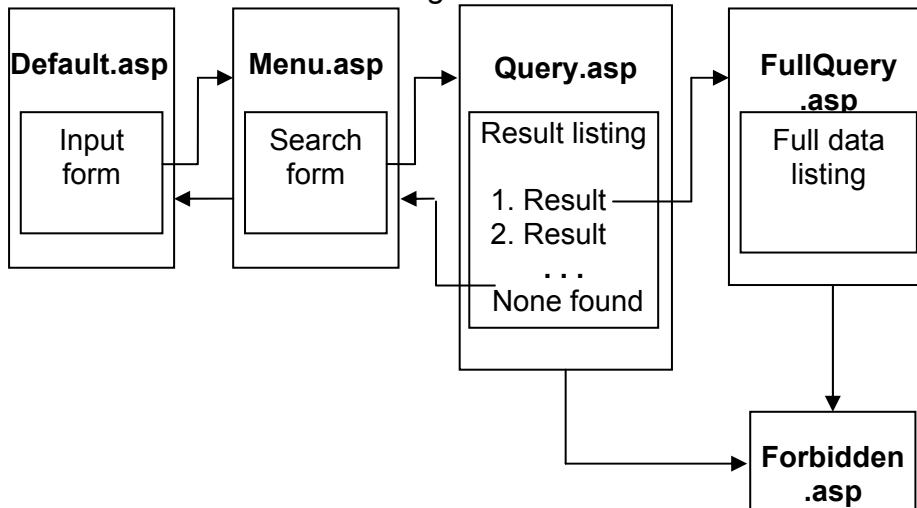 Default.asp
Input
form
Menu.asp
Search
form
Query.asp
Result listing
1. Result
2. Result
. . .
None found
FullQuery
.asp
Full data
listing
Forbidden
.asp